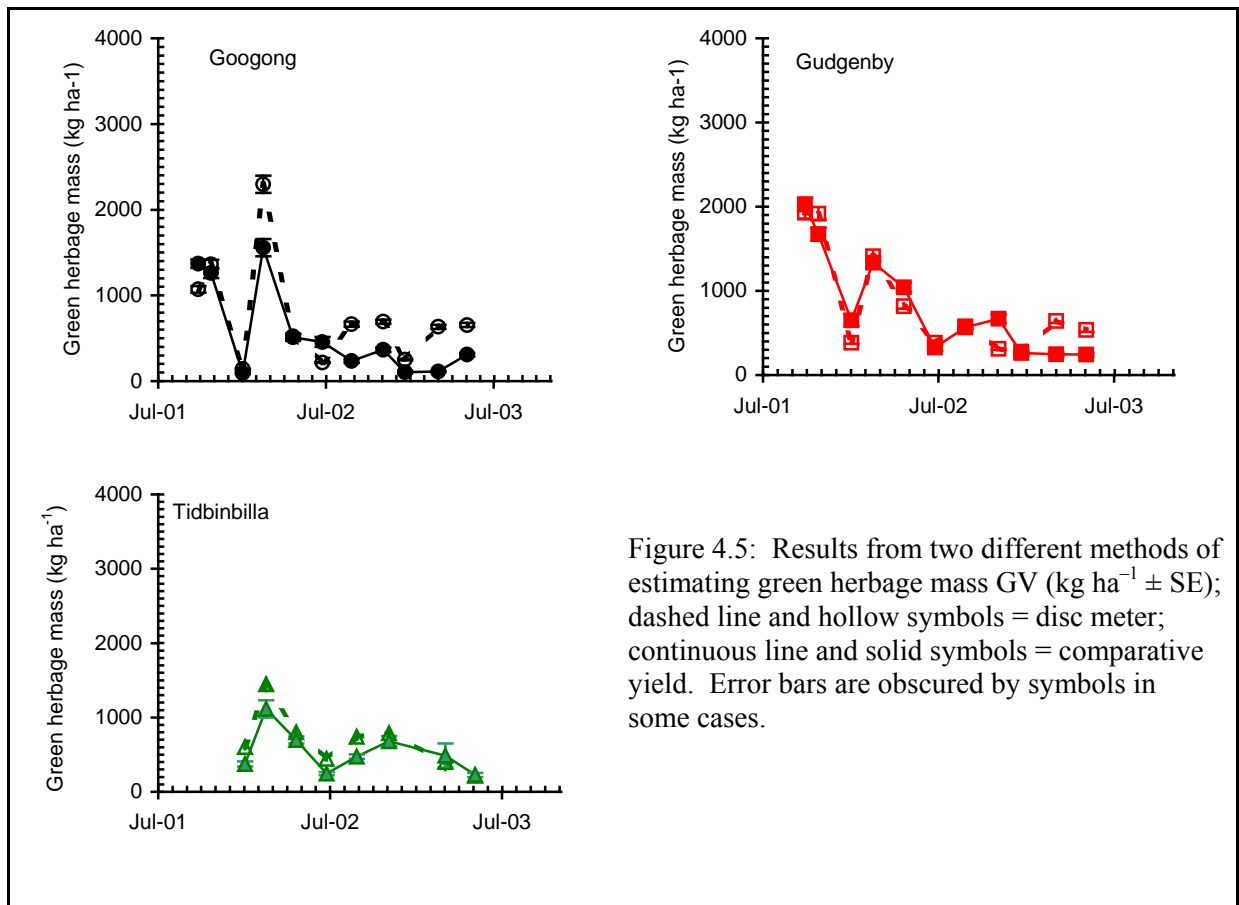 Googong
Green herbage mass (kg ha-1)
4000
3000
2000
1000
0
Jul-01
Jul-02
Jul-03
Gudgenby
Green herbage mass (kg ha-1)
4000
3000
2000
1000
0
Jul-01
Jul-02
Jul-03
Tidbinbilla
Green herbage mass (kg ha⁻¹)
4000
3000
2000
1000
0
Jul-01
Jul-02
Jul-03
Figure 4.5: Results from two different methods of
estimating green herbage mass GV (kg ha⁻¹ ± SE);
dashed line and hollow symbols = disc meter;
continuous line and solid symbols = comparative
yield. Error bars are obscured by symbols in
some cases.